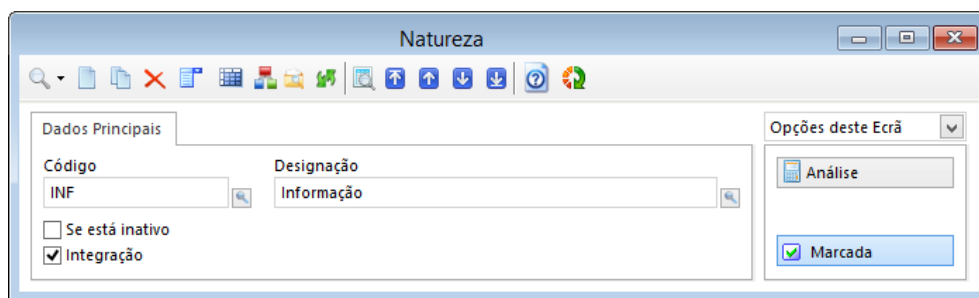 Natureza
Dados Principais
Opções deste Ecrã
Código
Designação
Análise
INF
Informação
Se está inativo
Integração
Marcada